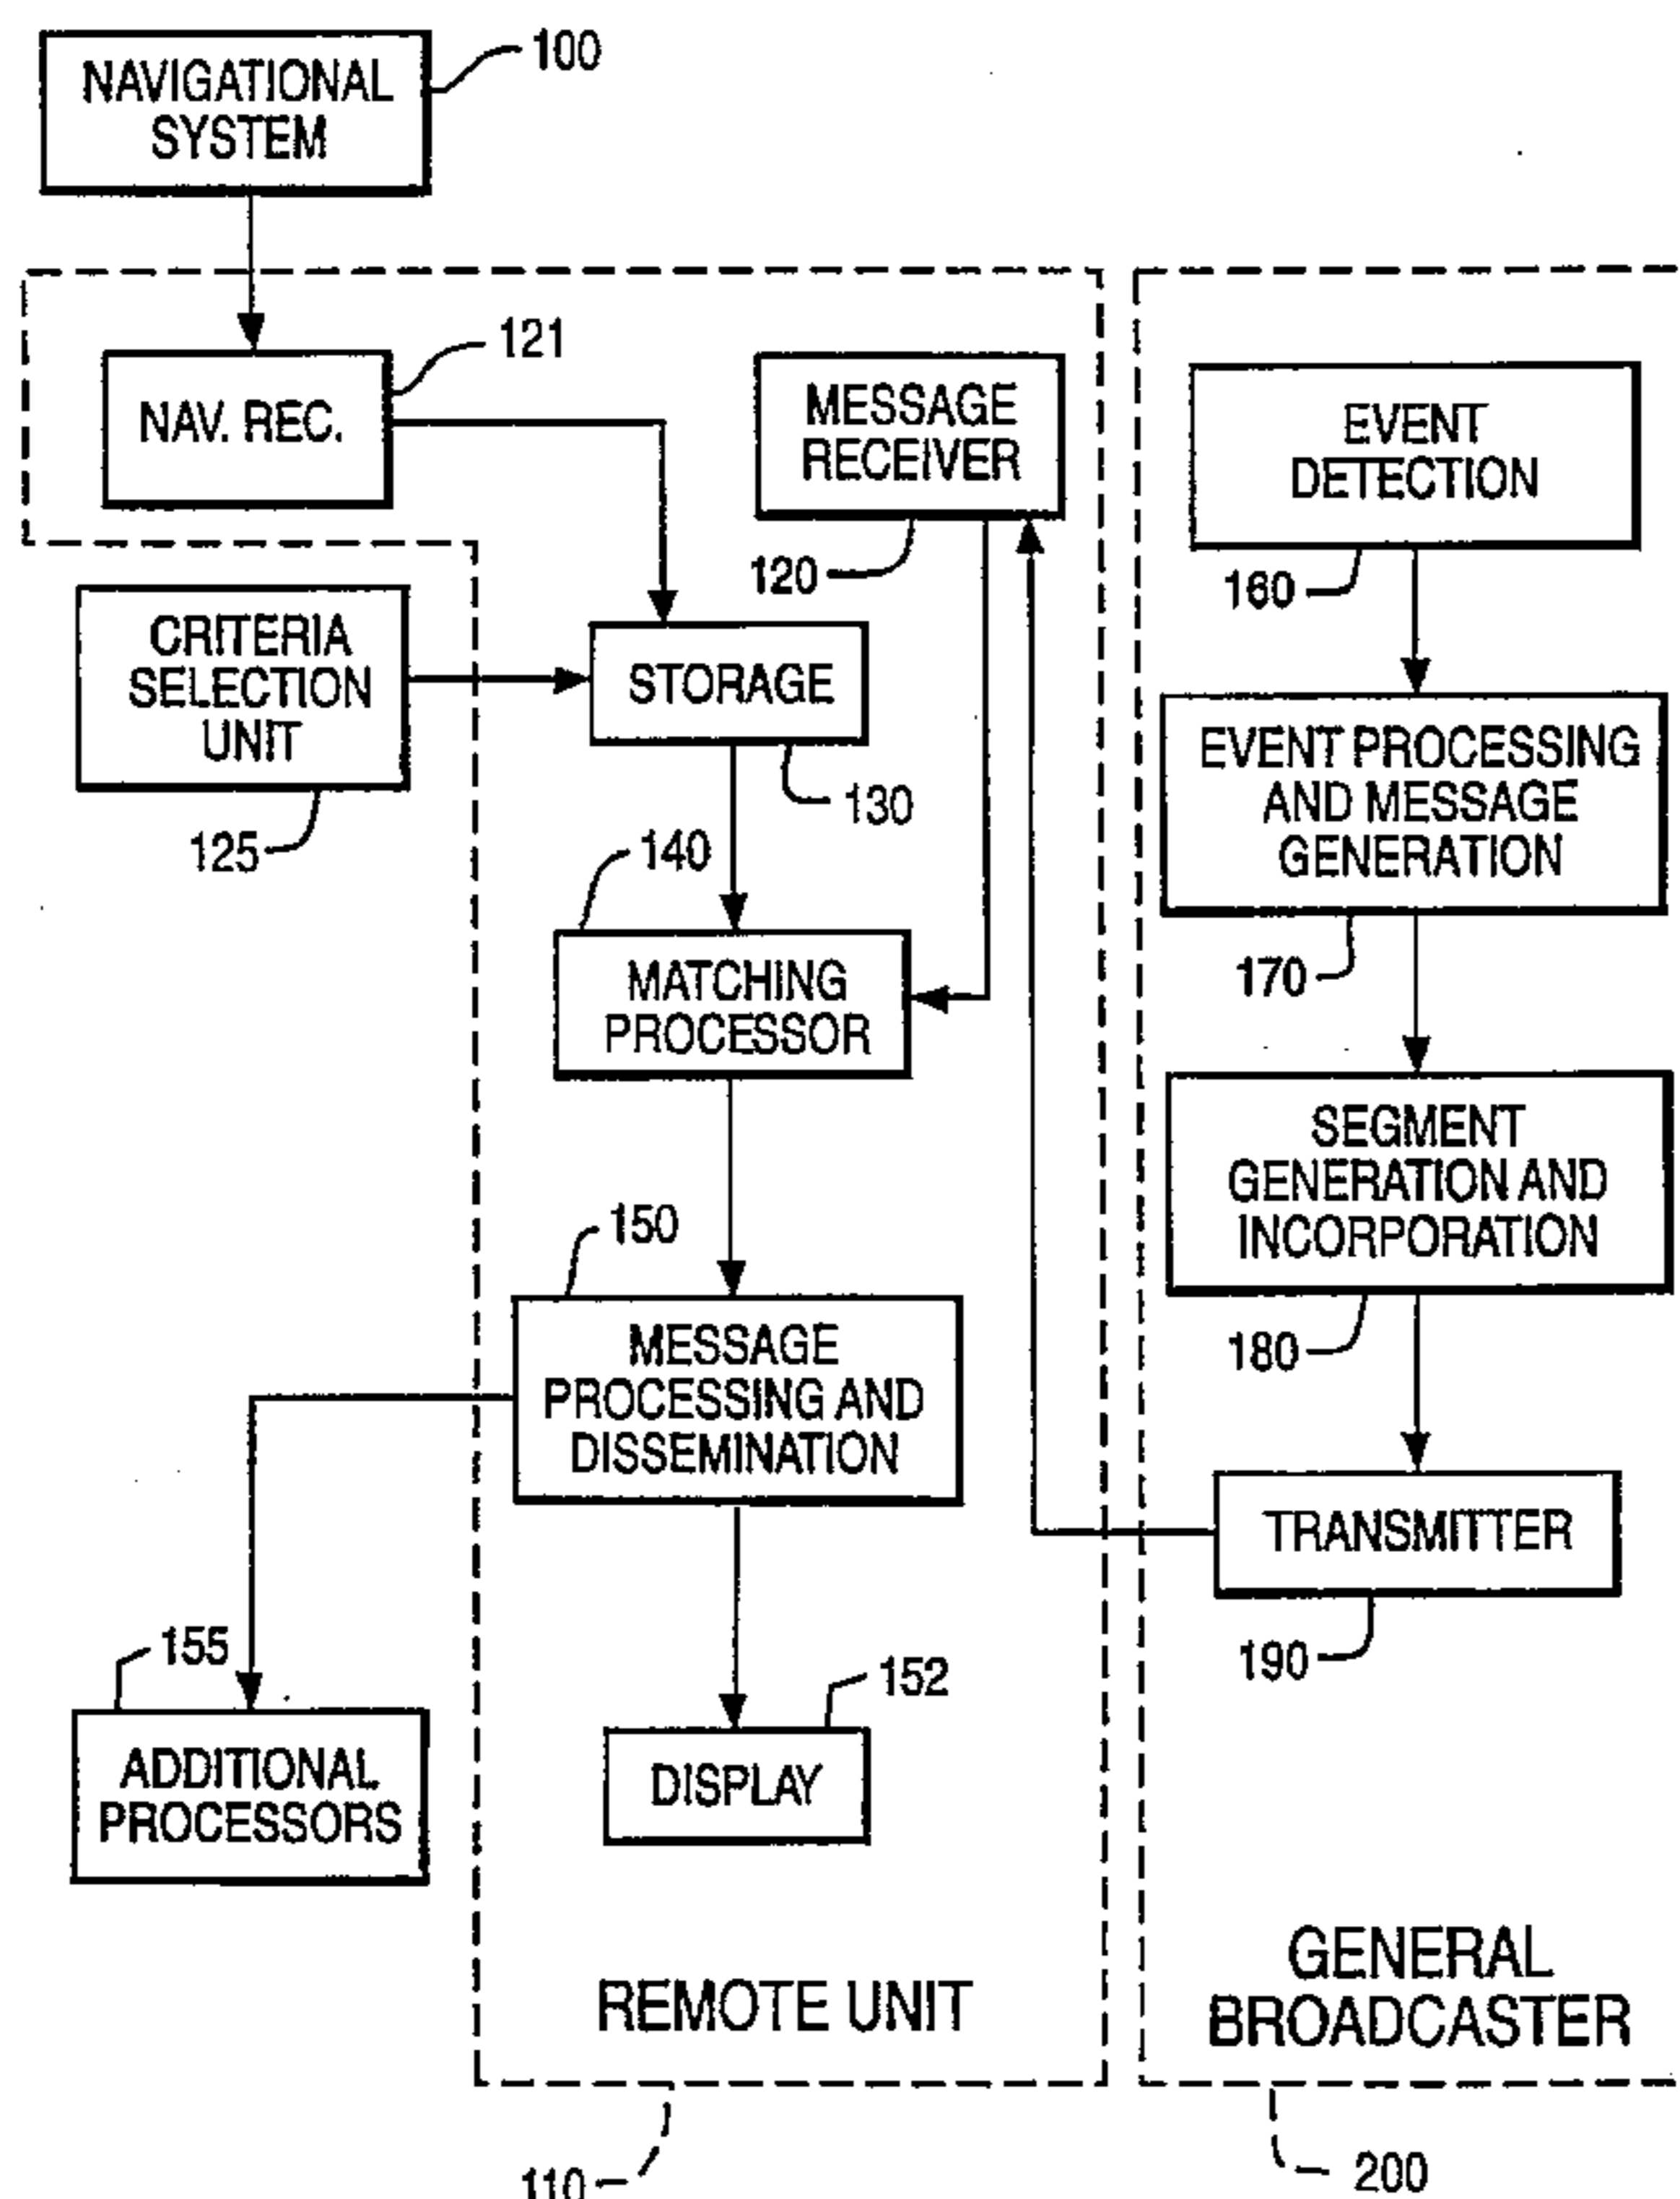 NAVIGATIONAL
SYSTEM
100
NAV. REC.
121
MESSAGE
RECEIVER
120
EVENT
DETECTION
160
CRITERIA
SELECTION
UNIT
125
STORAGE
130
EVENT PROCESSING
AND MESSAGE
GENERATION
170
140
MATCHING
PROCESSOR
SEGMENT
GENERATION AND
INCORPORATION
180
150
MESSAGE
PROCESSING AND
DISSEMINATION
TRANSMITTER
190
155
ADDITIONAL
PROCESSORS
152
DISPLAY
REMOTE UNIT
GENERAL
BROADCASTER
110
200